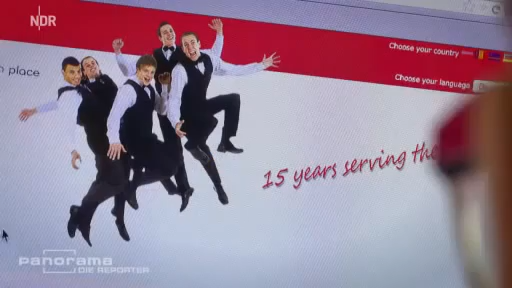 NDR
Choose your country
n place
Choose your language
15 years serving the
panorama
DIE REPORTER